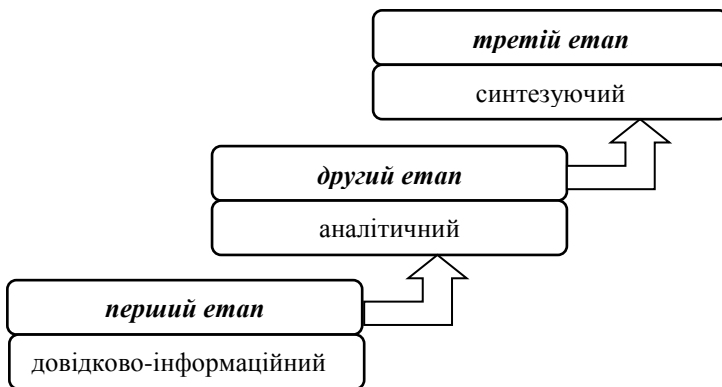 третій етап
синтезуючий
другий етап
аналітичний
перший етап
довідково-інформаційний